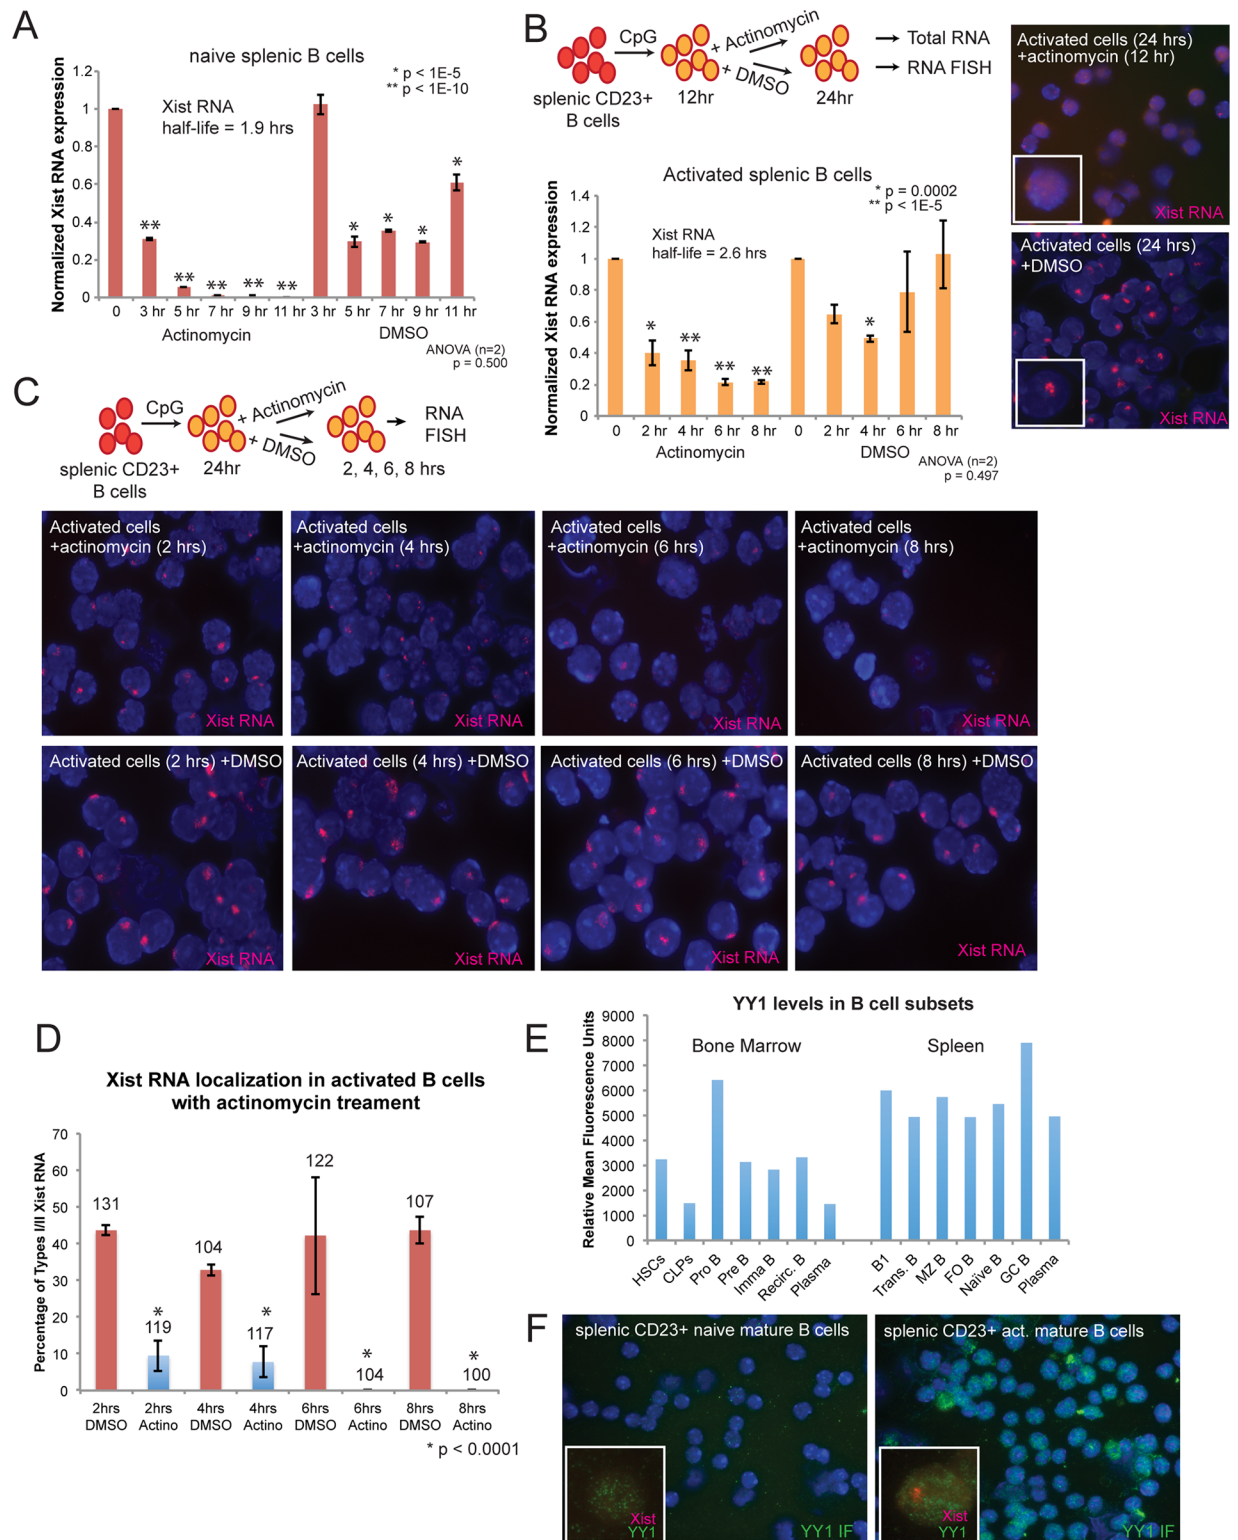 A
naive splenic B cells
* p < 1E-5
** p < 1E-10
Xist RNA
half-life = 1.9 hrs
Normalized Xist RNA expression
1.2
1
0.8
0.6
0.4
0.2
0
** ** ** ** ** * * * *
0 3 hr 5 hr 7 hr 9 hr 11 hr 3 hr 5 hr 7 hr 9 hr 11 hr
Actinomycin DMSO
ANOVA (n=2)
p = 0.500
B
CpG
+ Actinomycin
+ DMSO
Total RNA
RNA FISH
splenic CD23+
B cells
12hr
24hr
Activated splenic B cells
* p = 0.0002
** p < 1E-5
Xist RNA
half-life = 2.6 hrs
Normalized Xist RNA expression
1.4
1.2
1
0.8
0.6
0.4
0.2
0
* ** ** ** *
0 2 hr 4 hr 6 hr 8 hr 0 2 hr 4 hr 6 hr 8 hr
Actinomycin DMSO
ANOVA (n=2)
p = 0.497
Activated cells (24 hrs)
+actinomycin (12 hr)
Xist RNA
Activated cells (24 hrs)
+DMSO
Xist RNA
C
CpG
+ Actinomycin
+ DMSO
RNA
FISH
splenic CD23+
B cells
24hr
2, 4, 6, 8 hrs
Activated cells
+actinomycin (2 hrs)
Xist RNA
Activated cells
+actinomycin (4 hrs)
Xist RNA
Activated cells
+actinomycin (6 hrs)
Xist RNA
Activated cells
+actinomycin (8 hrs)
Xist RNA
Activated cells (2 hrs) +DMSO
Xist RNA
Activated cells (4 hrs) +DMSO
Xist RNA
Activated cells (6 hrs) +DMSO
Xist RNA
Activated cells (8 hrs) +DMSO
Xist RNA
D
Xist RNA localization in activated B cells
with actinomycin treament
Percentage of Types I/II Xist RNA
70
60
50
40
30
20
10
0
131
* 119
104
* 117
122
* 104
107
* 100
2hrs DMSO
2hrs Actino
4hrs DMSO
4hrs Actino
6hrs DMSO
6hrs Actino
8hrs DMSO
8hrs Actino
* p < 0.0001
E
YY1 levels in B cell subsets
Bone Marrow Spleen
Relative Mean Fluorescence Units
9000
8000
7000
6000
5000
4000
3000
2000
1000
0
HSCs
CLPs
Pro B
Pre B
Imma B
Recirc. B
Plasma
B1
Trans. B
MZ B
FO B
Naïve B
GC B
Plasma
F
splenic CD23+ naive mature B cells
Xist
YY1
YY1 IF
splenic CD23+ act. mature B cells
Xist
YY1
YY1 IF